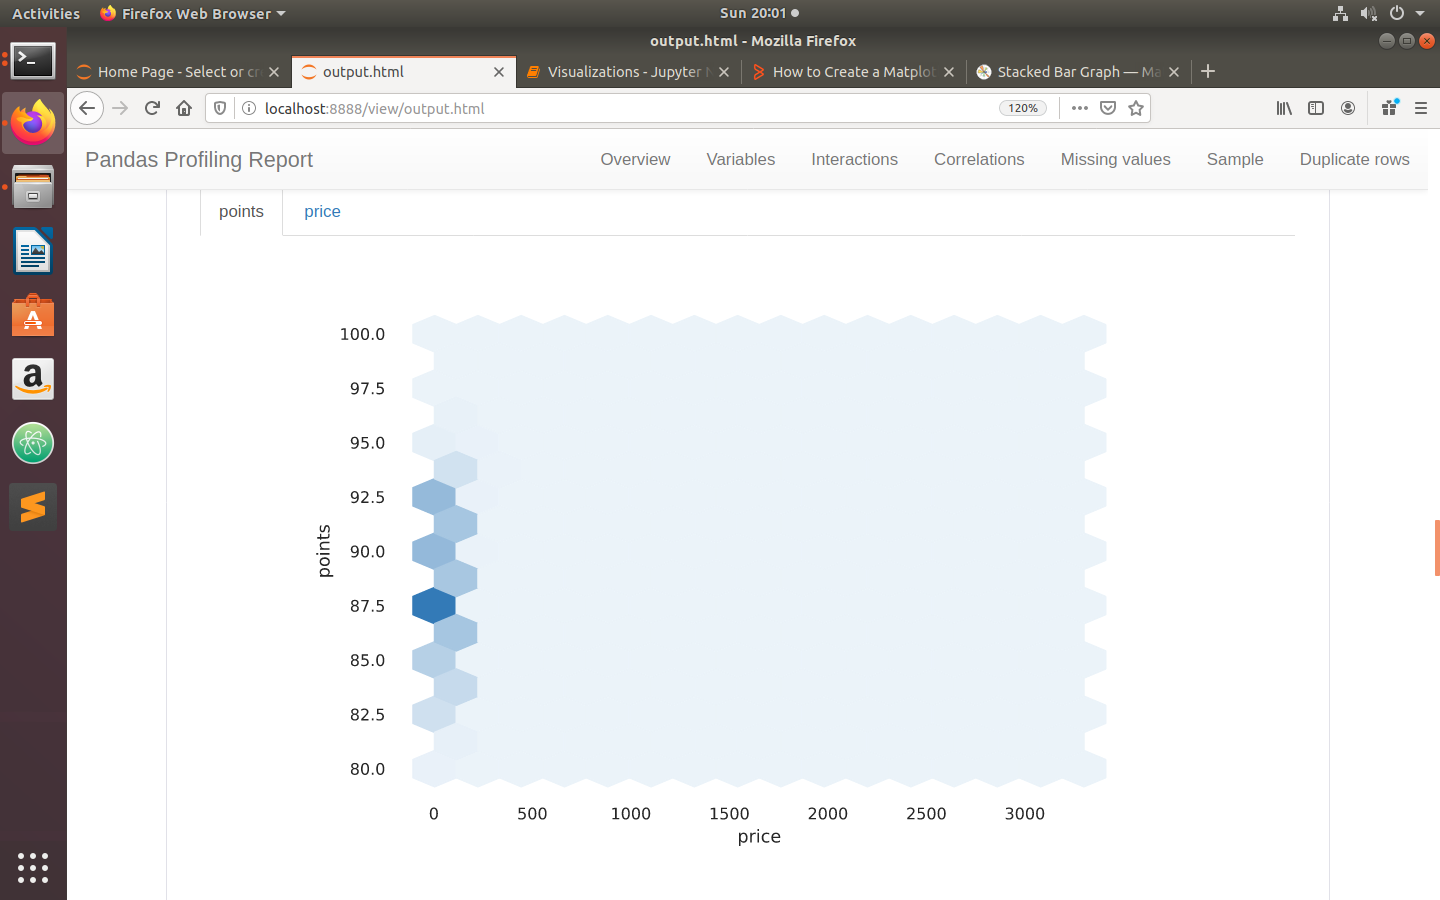 Activities Firefox Web Browser Sun 20:01
output.html - Mozilla Firefox
Home Page - Select or cr output.html Visualizations - Jupyter N How to Create a Matplot Stacked Bar Graph — Ma
localhost:8888/view/output.html 120%
Pandas Profiling Report Overview Variables Interactions Correlations Missing values Sample Duplicate rows
points price
100.0
97.5
95.0
92.5
90.0
87.5
85.0
82.5
80.0
points
0 500 1000 1500 2000 2500 3000
price